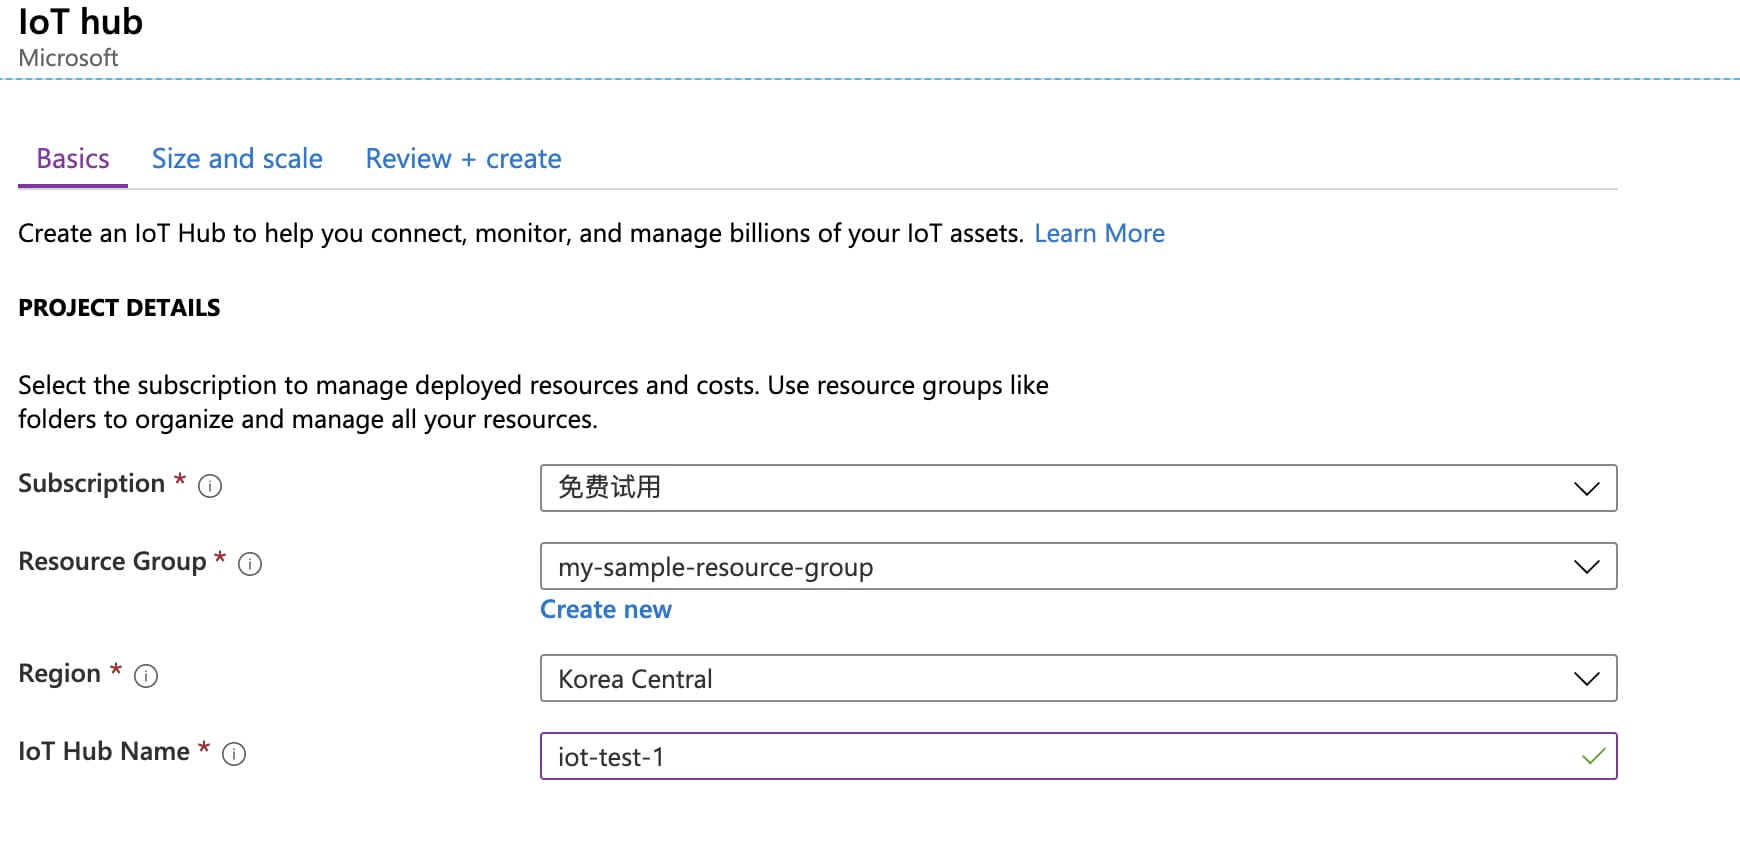 IoT hub
Microsoft
Basics Size and scale Review + create
Create an IoT Hub to help you connect, monitor, and manage billions of your IoT assets. Learn More
PROJECT DETAILS
Select the subscription to manage deployed resources and costs. Use resource groups like
folders to organize and manage all your resources.
Subscription * 免费试用
Resource Group * my-sample-resource-group
Create new
Region * Korea Central
IoT Hub Name * iot-test-1